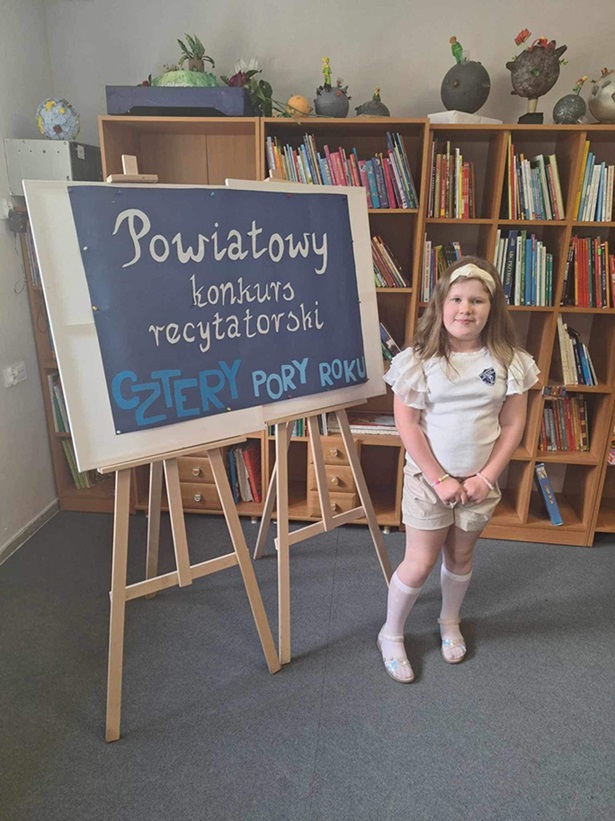 Powiatowy
konkurs
recytatorski
CZTERY PORY ROKU